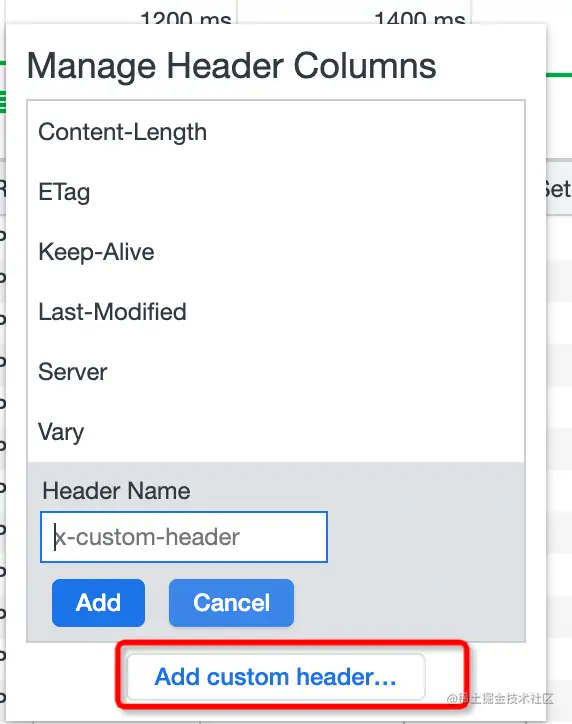 1200 ms
1400 ms
Manage Header Columns
Content-Length
ETag
Keep-Alive
Last-Modified
Server
Vary
Header Name
x-custom-header
Add
Cancel
Add custom header...
@稀土掘金技术社区